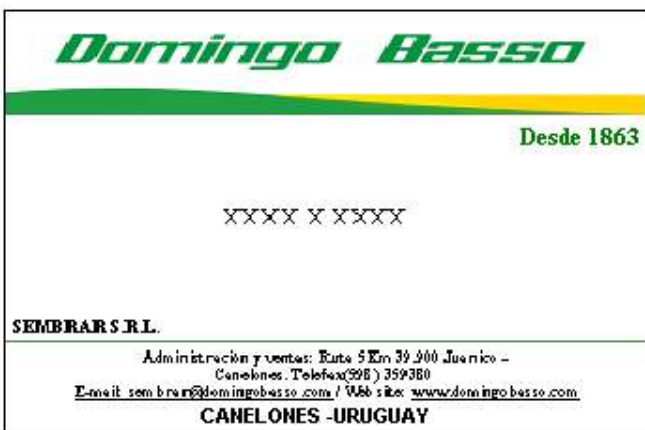 Domingo Basso
Desde 1863
XXXX X XXXX
SEMBRAR S.R.L.
Administración y ventas: Ruta 5 Km 39.900 Juanico –
Canelones. Telefax(598 ) 359380
E-mail: sembrar@domingobasso.com / Web site: www.domingobasso.com
CANELONES -URUGUAY